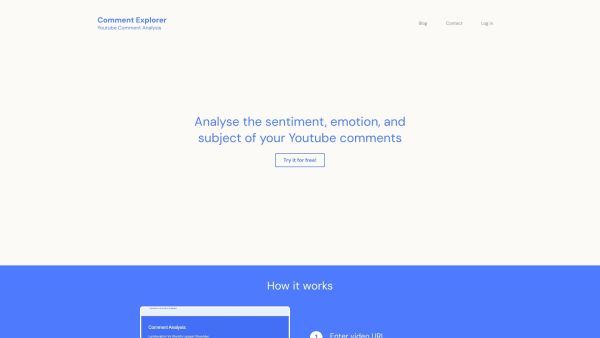 Comment Explorer
Youtube Comment Analysis
Blog
Contact
Log in
Analyse the sentiment, emotion, and
subject of your Youtube comments
Try it for free!
How it works
Comment Analysis
1
Enter video URL